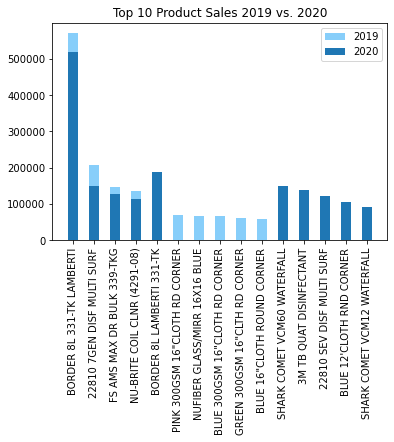 Top 10 Product Sales 2019 vs. 2020
2019
2020
500000
400000
300000
200000
100000
0
BORDER 8L 331-TK LAMBERTI
22810 7GEN DISF MULTI SURF
FS AMS MAX DR BULK 339-TKG
NU-BRITE COIL CLNR (4291-08)
BORDER 8L LAMBERTI 331-TK
PINK 300GSM 16"CLOTH RD CORNER
NUFIBER GLASS/MIRR 16X16 BLUE
BLUE 300GSM 16"CLOTH RD CORNER
GREEN 300GSM 16"CLTH RD CORNER
BLUE 16"CLOTH ROUND CORNER
SHARK COMET VCM60 WATERFALL
3M TB QUAT DISINFECTANT
22810 SEV DISF MULTI SURF
BLUE 12'CLOTH RND CORNER
SHARK COMET VCM12 WATERFALL